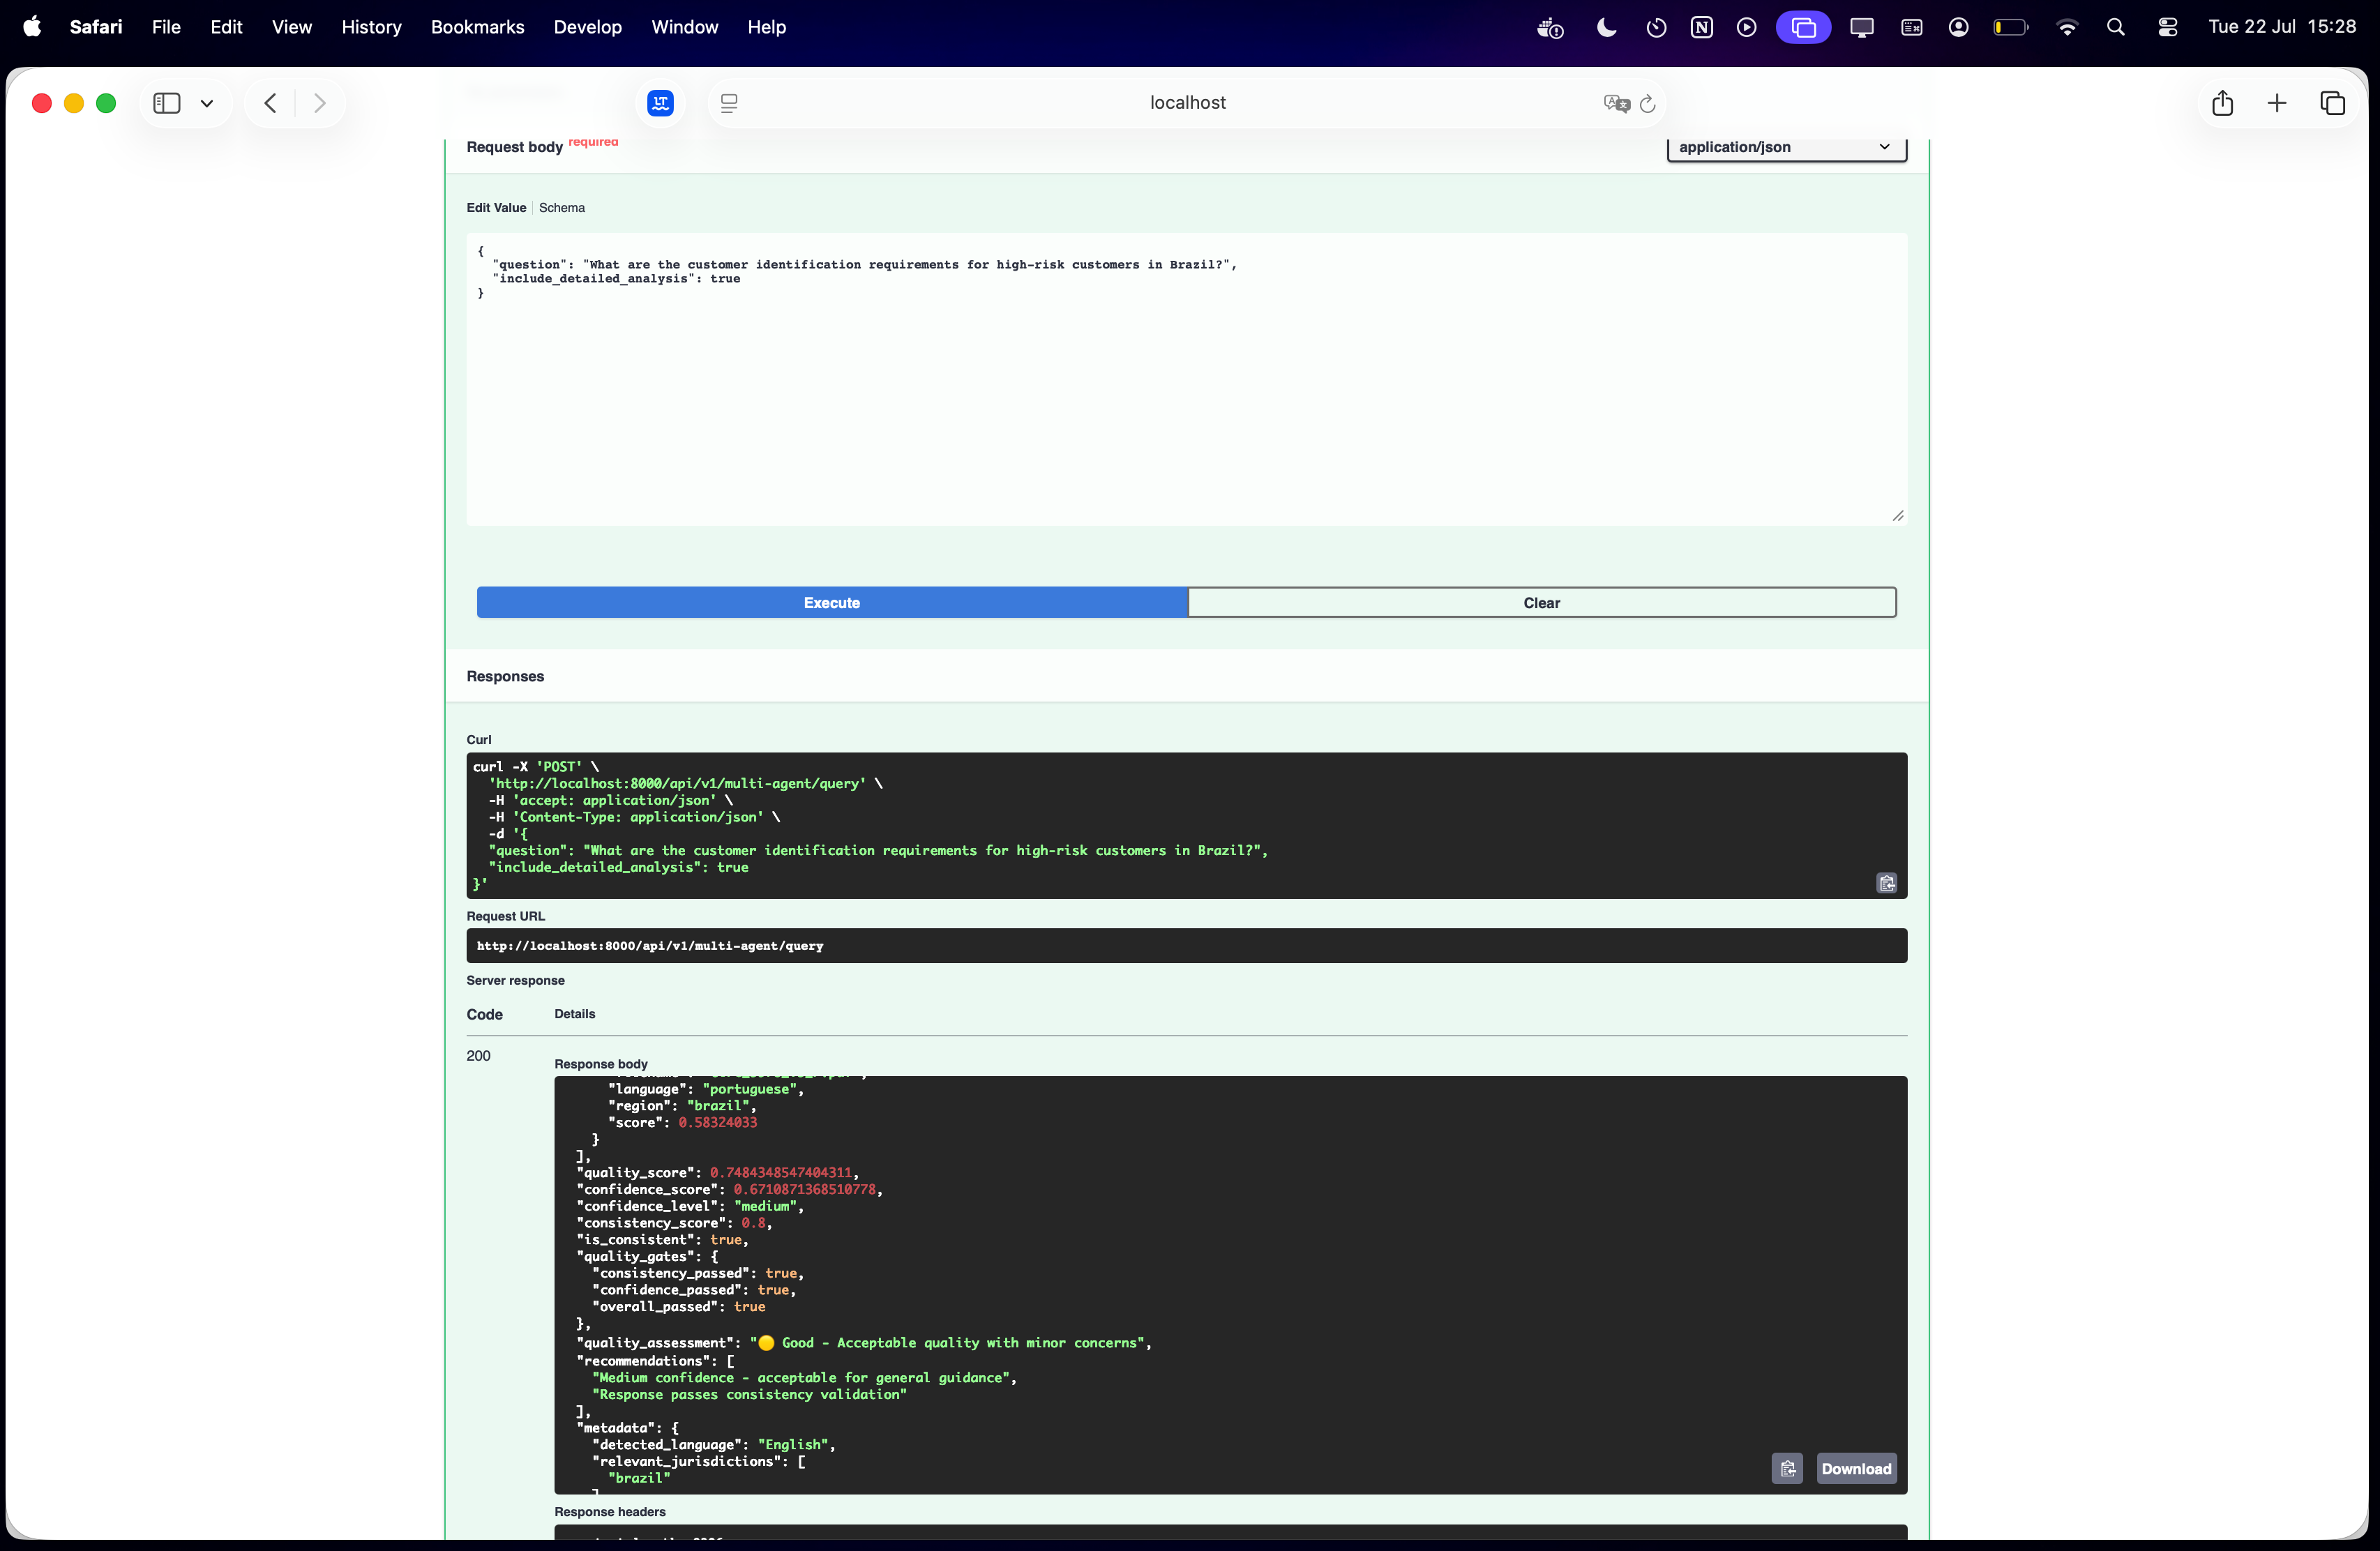 Safari File Edit View History Bookmarks Develop Window Help Tue 22 Jul 15:28
localhost
Request body required application/json
Edit Value Schema
{
"question": "What are the customer identification requirements for high-risk customers in Brazil?",
"include_detailed_analysis": true
}
Execute Clear
Responses
Curl
curl -X 'POST' \
'http://localhost:8000/api/v1/multi-agent/query' \
-H 'accept: application/json' \
-H 'Content-Type: application/json' \
-d '{
"question": "What are the customer identification requirements for high-risk customers in Brazil?",
"include_detailed_analysis": true
}'
Request URL
http://localhost:8000/api/v1/multi-agent/query
Server response
Code Details
200
Response body
"language": "portuguese",
"region": "brazil",
"score": 0.58324033
}
],
"quality_score": 0.7484348547404311,
"confidence_score": 0.6710871368510778,
"confidence_level": "medium",
"consistency_score": 0.8,
"is_consistent": true,
"quality_gates": {
"consistency_passed": true,
"confidence_passed": true,
"overall_passed": true
},
"quality_assessment": "🟡 Good - Acceptable quality with minor concerns",
"recommendations": [
"Medium confidence - acceptable for general guidance",
"Response passes consistency validation"
],
"metadata": {
"detected_language": "English",
"relevant_jurisdictions": [
"brazil"
Download
Response headers